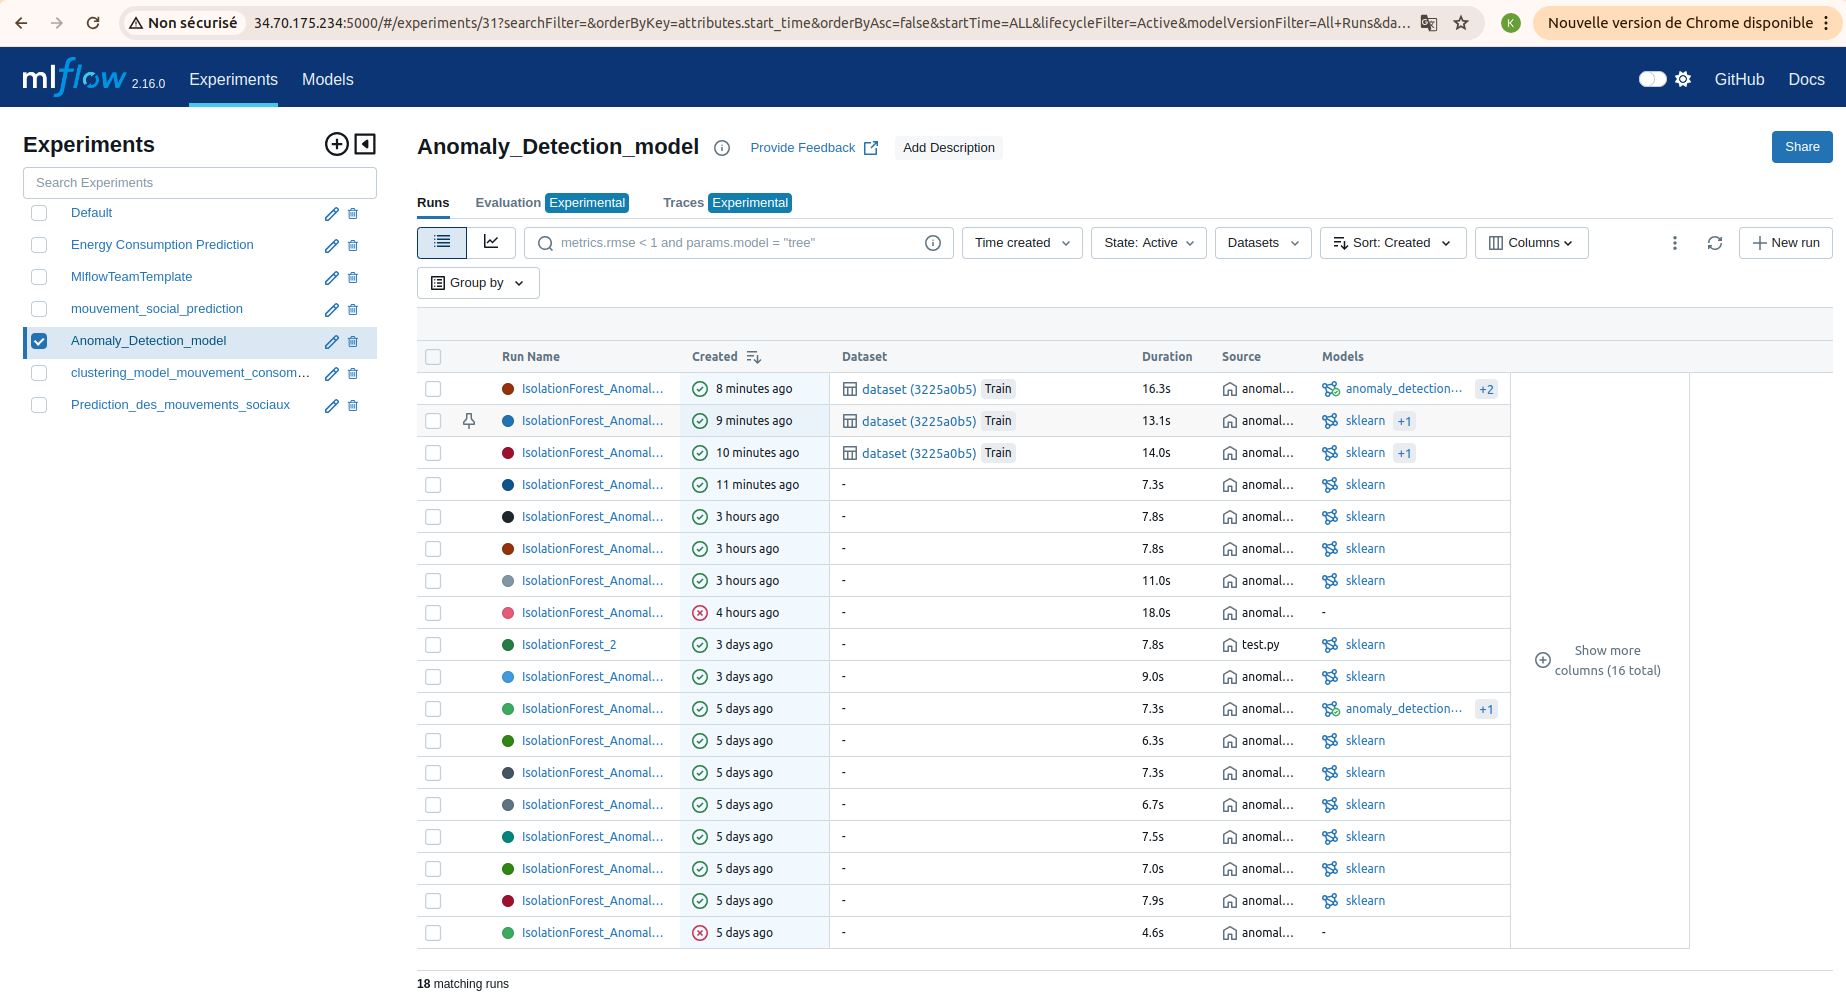 Non sécurisé
34.70.175.234:5000/#/experiments/31?searchFilter=&orderByKey=attributes.start_time&orderByAsc=false&startTime=ALL&lifecycleFilter=Active&modelVersionFilter=All+Runs&da...
K
Nouvelle version de Chrome disponible
mlflow 2.16.0
Experiments
Models
GitHub
Docs
Experiments
Search Experiments
Default
Energy Consumption Prediction
MlflowTeamTemplate
mouvement_social_prediction
Anomaly_Detection_model
clustering_model_mouvement_consom...
Prediction_des_mouvements_sociaux
Anomaly_Detection_model
Provide Feedback
Add Description
Share
Runs
Evaluation Experimental
Traces Experimental
metrics.rmse < 1 and params.model = "tree"
Time created
State: Active
Datasets
Sort: Created
Columns
New run
Group by
Run Name Created Dataset Duration Source Models
IsolationForest_Anomal... 8 minutes ago dataset (3225a0b5) Train 16.3s anomal... anomaly_detection... +2
IsolationForest_Anomal... 9 minutes ago dataset (3225a0b5) Train 13.1s anomal... sklearn +1
IsolationForest_Anomal... 10 minutes ago dataset (3225a0b5) Train 14.0s anomal... sklearn +1
IsolationForest_Anomal... 11 minutes ago - 7.3s anomal... sklearn
IsolationForest_Anomal... 3 hours ago - 7.8s anomal... sklearn
IsolationForest_Anomal... 3 hours ago - 7.8s anomal... sklearn
IsolationForest_Anomal... 3 hours ago - 11.0s anomal... sklearn
IsolationForest_Anomal... 4 hours ago - 18.0s anomal... -
IsolationForest_2 3 days ago - 7.8s test.py sklearn
IsolationForest_Anomal... 3 days ago - 9.0s anomal... sklearn
IsolationForest_Anomal... 5 days ago - 7.3s anomal... anomaly_detection... +1
IsolationForest_Anomal... 5 days ago - 6.3s anomal... sklearn
IsolationForest_Anomal... 5 days ago - 7.3s anomal... sklearn
IsolationForest_Anomal... 5 days ago - 6.7s anomal... sklearn
IsolationForest_Anomal... 5 days ago - 7.5s anomal... sklearn
IsolationForest_Anomal... 5 days ago - 7.0s anomal... sklearn
IsolationForest_Anomal... 5 days ago - 7.9s anomal... sklearn
IsolationForest_Anomal... 5 days ago - 4.6s anomal... -
Show more
columns (16 total)
18 matching runs